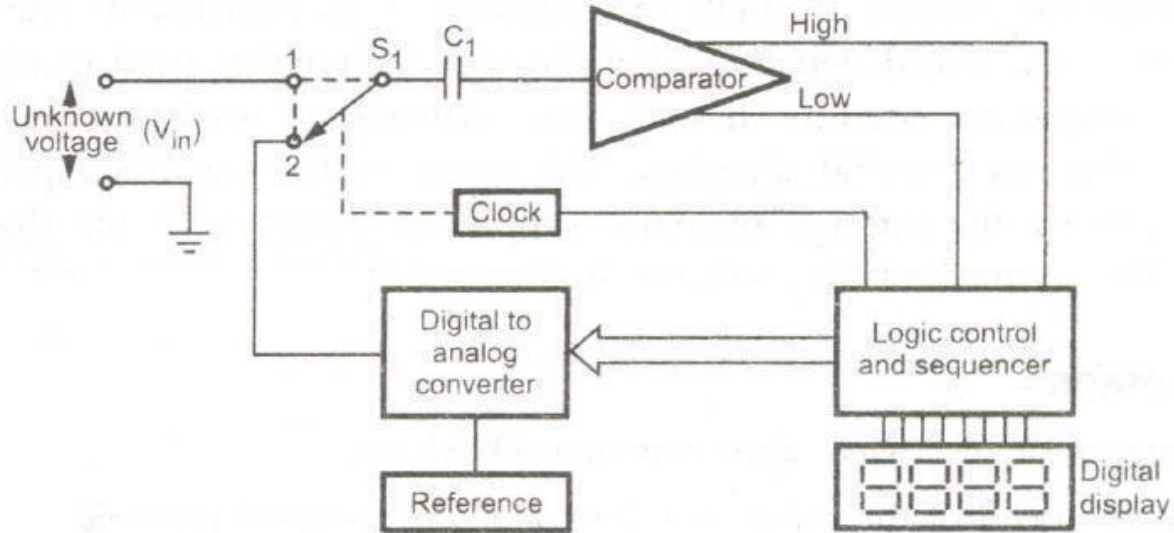 High
C1
S1
1
Comparator
Low
Unknown
voltage
(Vin)
2
Clock
Digital to
analog
converter
Logic control
and sequencer
Reference
Digital
display